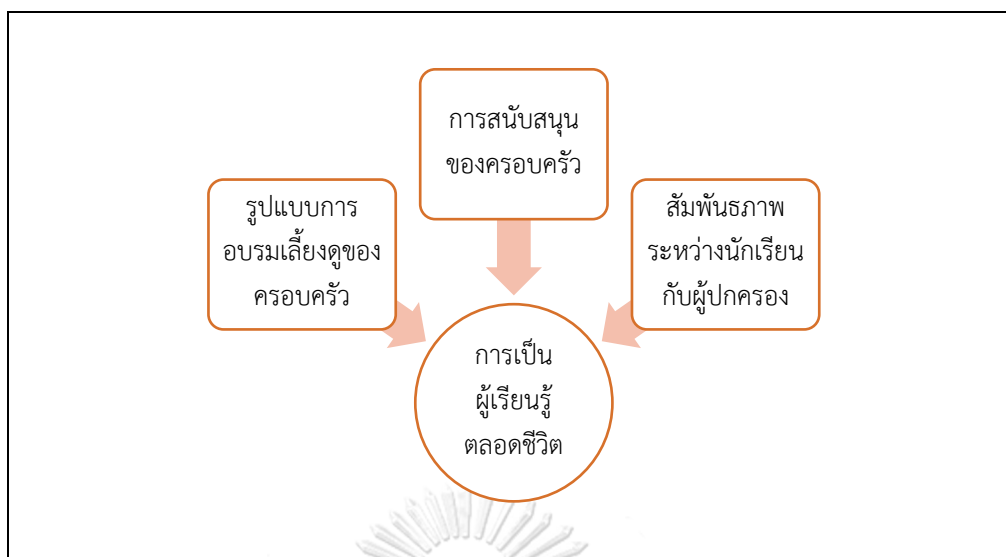 การสนับสนุน
ของครอบครัว
รูปแบบการ
อบรมเลี้ยงดูของ
ครอบครัว
สัมพันธภาพ
ระหว่างนักเรียน
กับผู้ปกครอง
การเป็น
ผู้เรียนรู้
ตลอดชีวิต